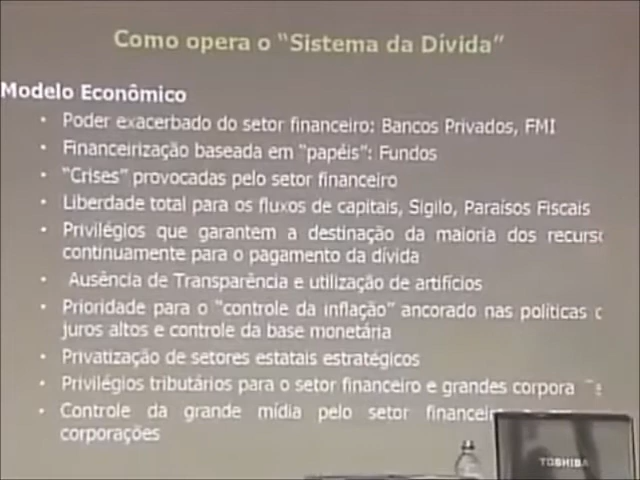 Como opera o “Sistema da Dívida”
Modelo Econômico
• Poder exacerbado do setor financeiro: Bancos Privados, FMI
• Financeirização baseada em “papéis”: Fundos
• “Crises” provocadas pelo setor financeiro
• Liberdade total para os fluxos de capitais, Sigilo, Paraísos Fiscais
• Privilégios que garantem a destinação da maioria dos
continuamente para o pagamento da dívida
• Ausência de Transparência e utilização de artifícios
• Prioridade para o “controle da inflação” ancorado nas políticas
juros altos e controle da base monetária
• Privatização de setores estatais estratégicos
• Privilégios tributários para o setor financeiro e grandes
• Controle da grande mídia pelo setor
corporações
TOSHIBA